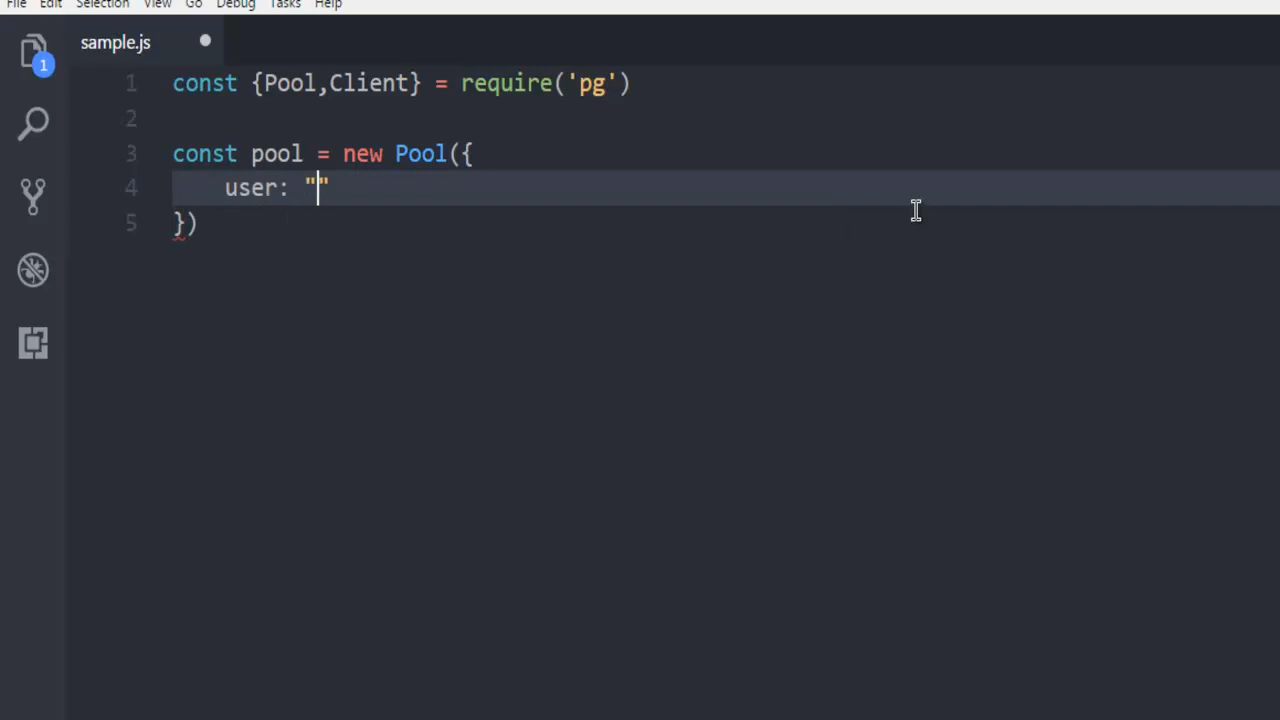 File Edit Selection View Go Debug Tasks Help
sample.js
1
1 const {Pool,Client} = require('pg')
2
3 const pool = new Pool({
4 user: ""
5 })